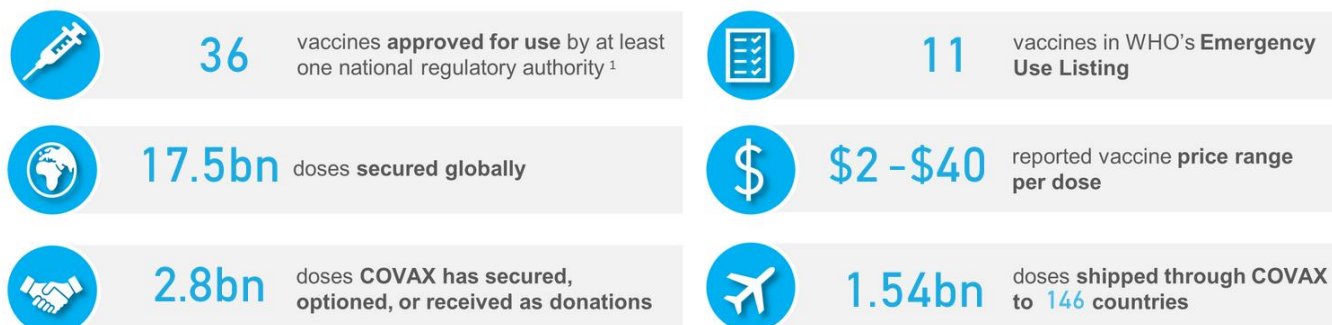 36
vaccines approved for use by at least
one national regulatory authority 1
11
vaccines in WHO's Emergency
Use Listing
17.5bn
doses secured globally
$2 -$40
reported vaccine price range
per dose
2.8bn
doses COVAX has secured,
optioned, or received as donations
1.54bn
doses shipped through COVAX
to 146 countries